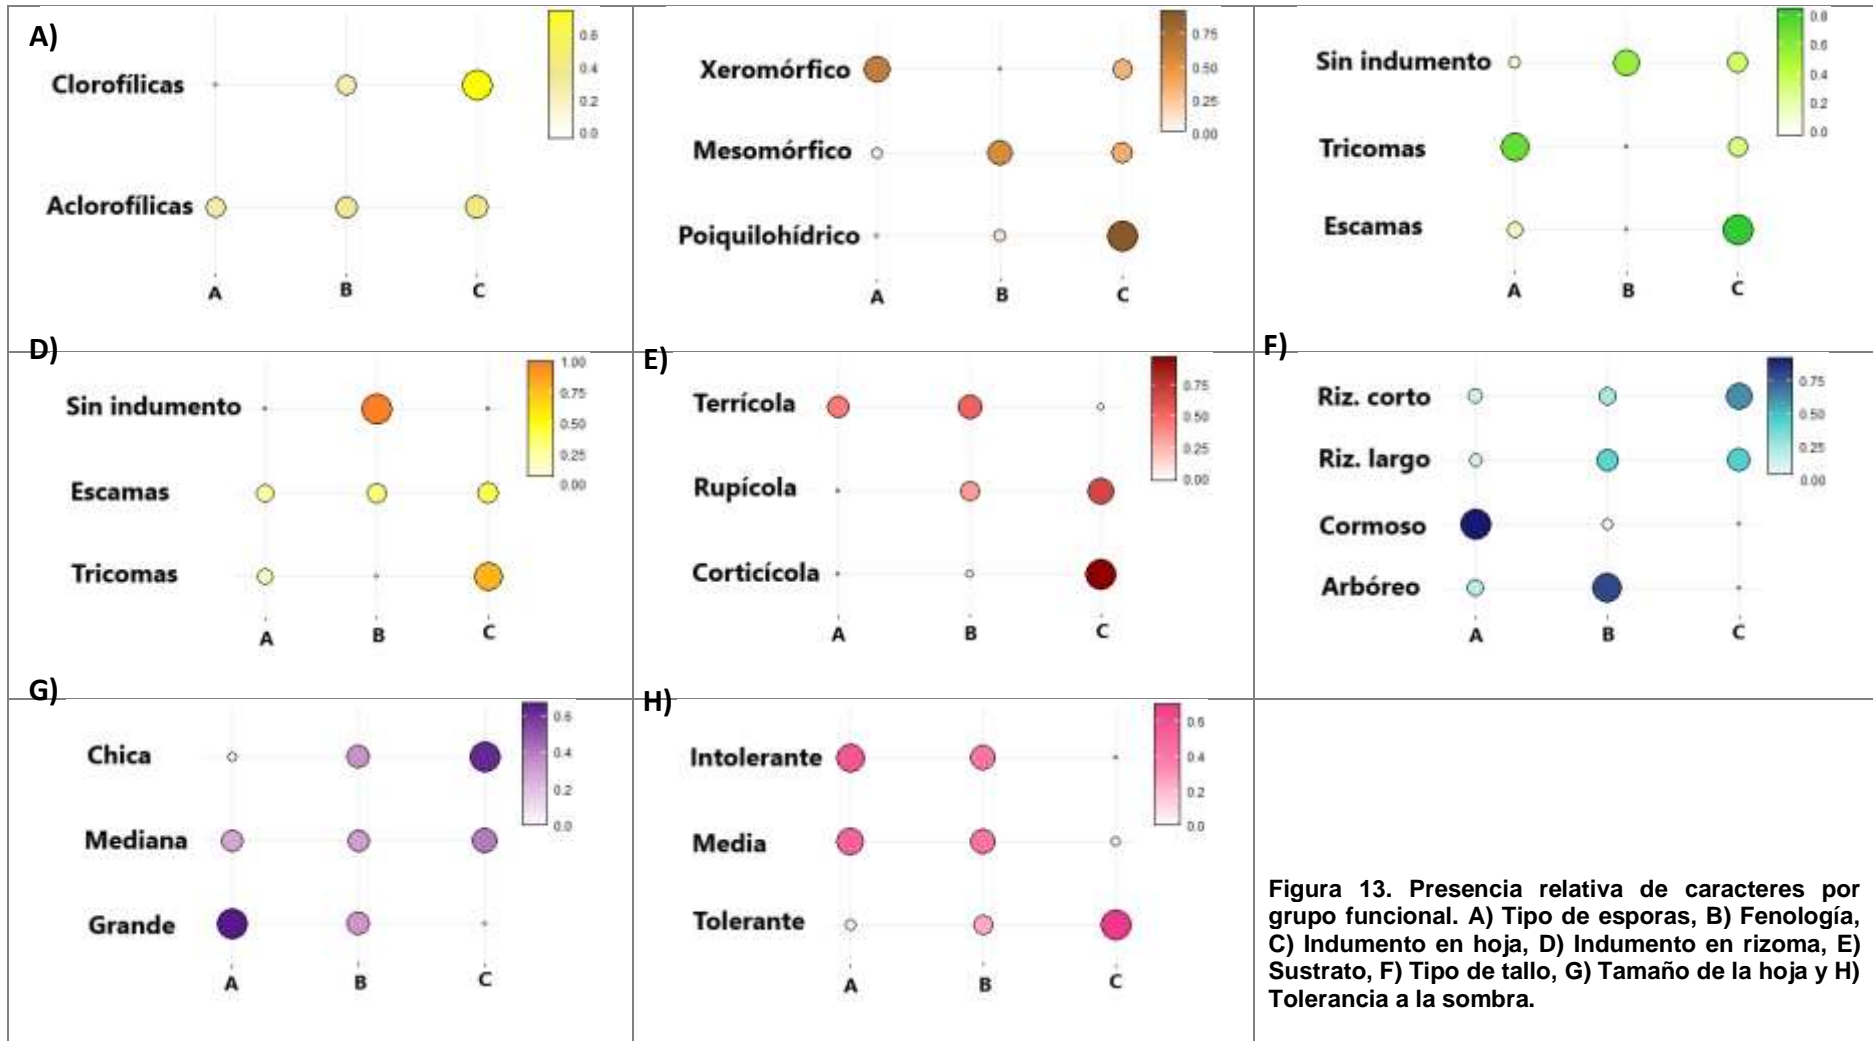 A)
Clorofílicas
Aclorofílicas
A B C
0.6
0.4
0.2
0.0
Xeromórfico
Mesomórfico
Poiquilohídrico
A B C
0.75
0.50
0.25
0.00
Sin indumento
Tricomas
Escamas
A B C
0.8
0.6
0.4
0.2
0.0
D)
Sin indumento
Escamas
Tricomas
A B C
1.00
0.75
0.50
0.25
0.00
E)
Terrícola
Rupícola
Corticícola
A B C
0.75
0.50
0.25
0.00
F)
Riz. corto
Riz. largo
Cormoso
Arbóreo
A B C
0.75
0.50
0.25
0.00
G)
Chica
Mediana
Grande
A B C
0.6
0.4
0.2
0.0
H)
Intolerante
Media
Tolerante
A B C
0.6
0.4
0.2
0.0
Figura 13. Presencia relativa de caracteres por
grupo funcional. A) Tipo de esporas, B) Fenología,
C) Indumento en hoja, D) Indumento en rizoma, E)
Sustrato, F) Tipo de tallo, G) Tamaño de la hoja y H)
Tolerancia a la sombra.